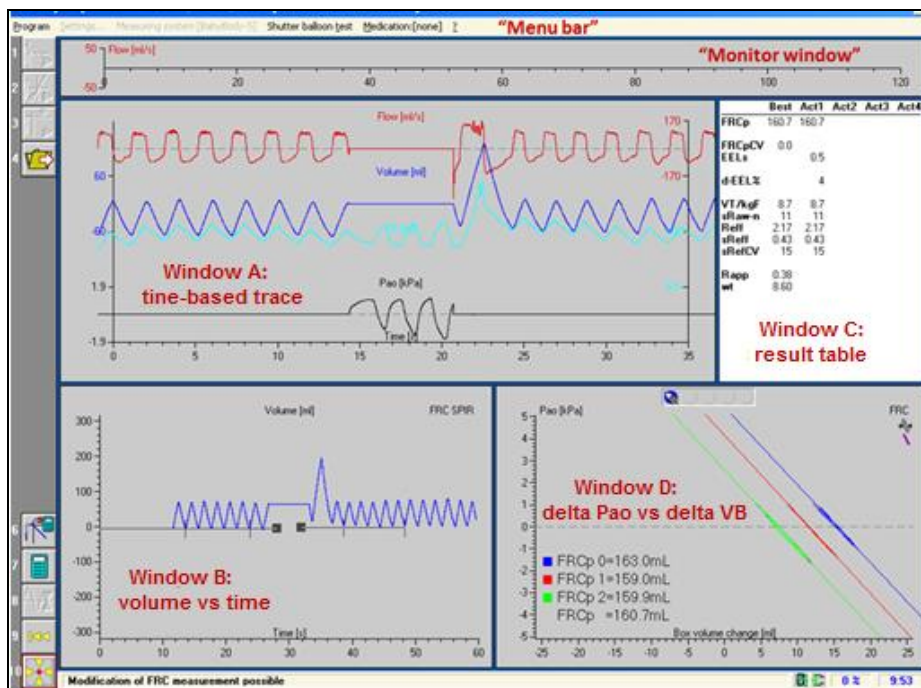 Program Settings... Measuring system [BabyBody-S] Shutter balloon test Medication:[none] ? "Menu bar"
50 Flow [ml/s] "Monitor window"
-50 0 20 40 60 80 100 120
Flow [ml/s] 170
Volume [ml]
60 -170
-60
Window A:
tine-based trace
1.9 Pao [kPa]
-1.9 Time [s]
0 5 10 15 20 25 30 35
Best Act1 Act2 Act3 Act4
FRCp 160.7 160.7
FRCpCV 0.0
EELs 0.5
d-EEL% 4
VT/kgF 8.7 8.7
sRaw-n 11 11
Reff 2.17 2.17
sReff 0.43 0.43
sRefCV 15 15
Rapp 0.38
wt 8.60
Window C:
result table
Volume [ml] FRC SPIR
300
200
100
0
-100
-200
-300
Window B:
volume vs time
Time [s]
0 10 20 30 40 50 60
Pao [kPa] FRC
5
4
3
2
1
0
-1
-2
-3
-4
-5
Window D:
delta Pao vs delta VB
FRCp 0=163.0mL
FRCp 1=159.0mL
FRCp 2=159.9mL
FRCp =160.7mL
Box volume change [ml]
-25 -20 -15 -10 -5 0 5 10 15 20 25
1
2
3
4
6
7
8
9
Modification of FRC measurement possible 0 % 9:53